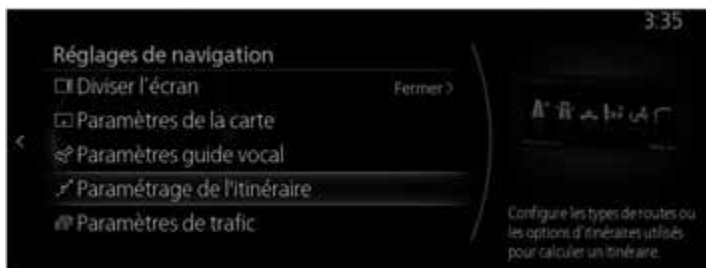 3:35
Réglages de navigation
Diviser l'écran Fermer
Paramètres de la carte
Paramètres guide vocal
Paramétrage de l'itinéraire
Paramètres de trafic
Configure les types de routes ou
les options d'itinéraires utilisés
pour calculer un itinéraire.